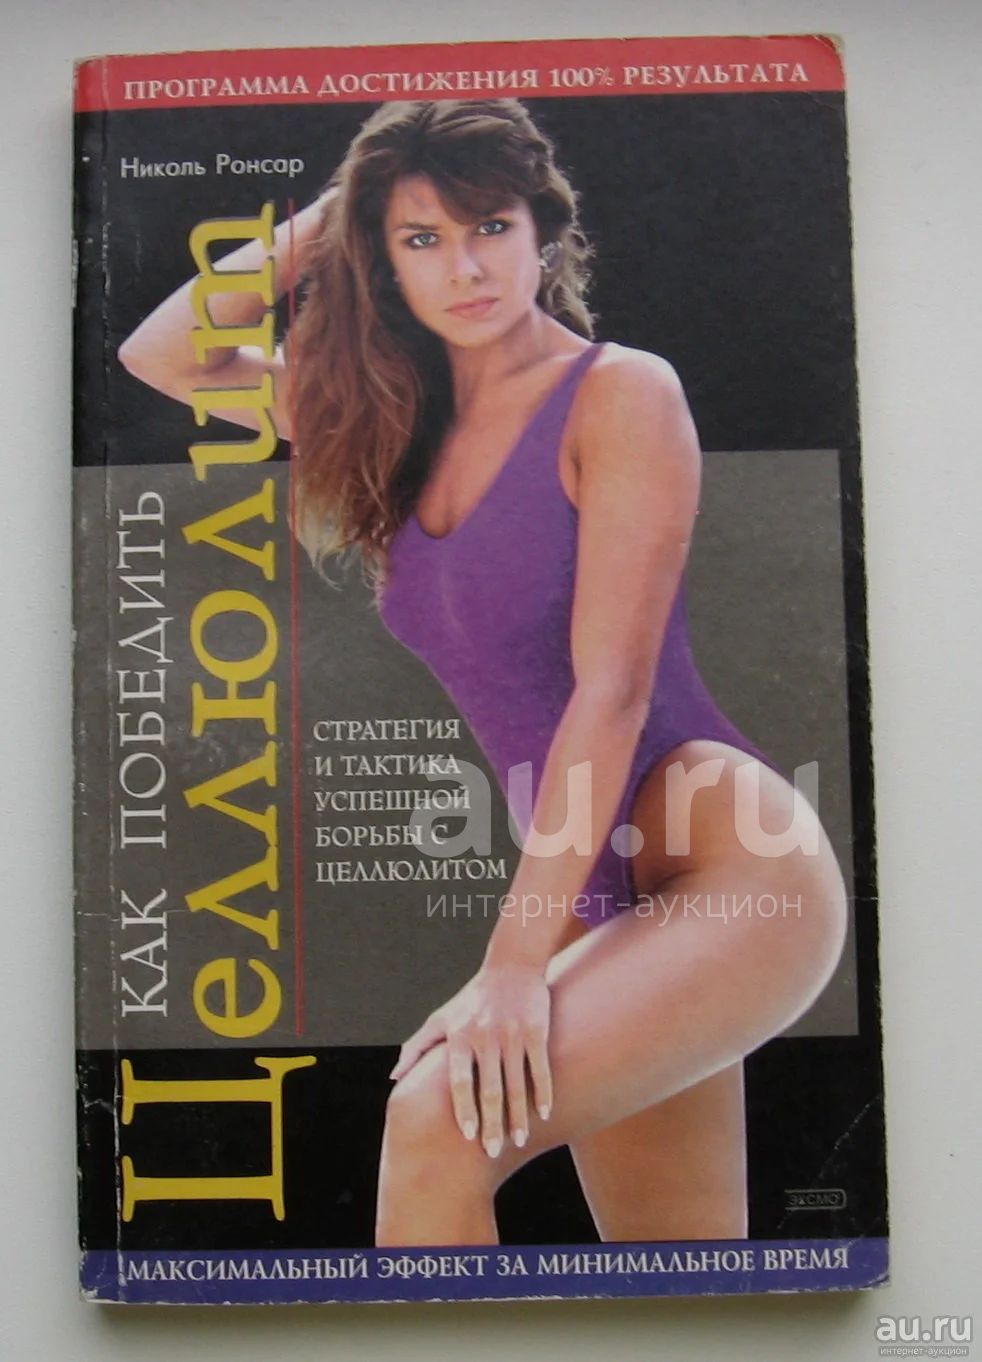 ПРОГРАММА ДОСТИЖЕНИЯ 100% РЕЗУЛЬТАТА
Николь Ронсар
КАК ПОБЕДИТЬ
Целлюлит
СТРАТЕГИЯ
И ТАКТИКА
УСПЕШНОЙ
БОРЬБЫ С
ЦЕЛЛЮЛИТОМ
au.ru
интернет-аукцион
ЭКСМО
МАКСИМАЛЬНЫЙ ЭФФЕКТ ЗА МИНИМАЛЬНОЕ ВРЕМЯ
au.ru
интернет-аукцион